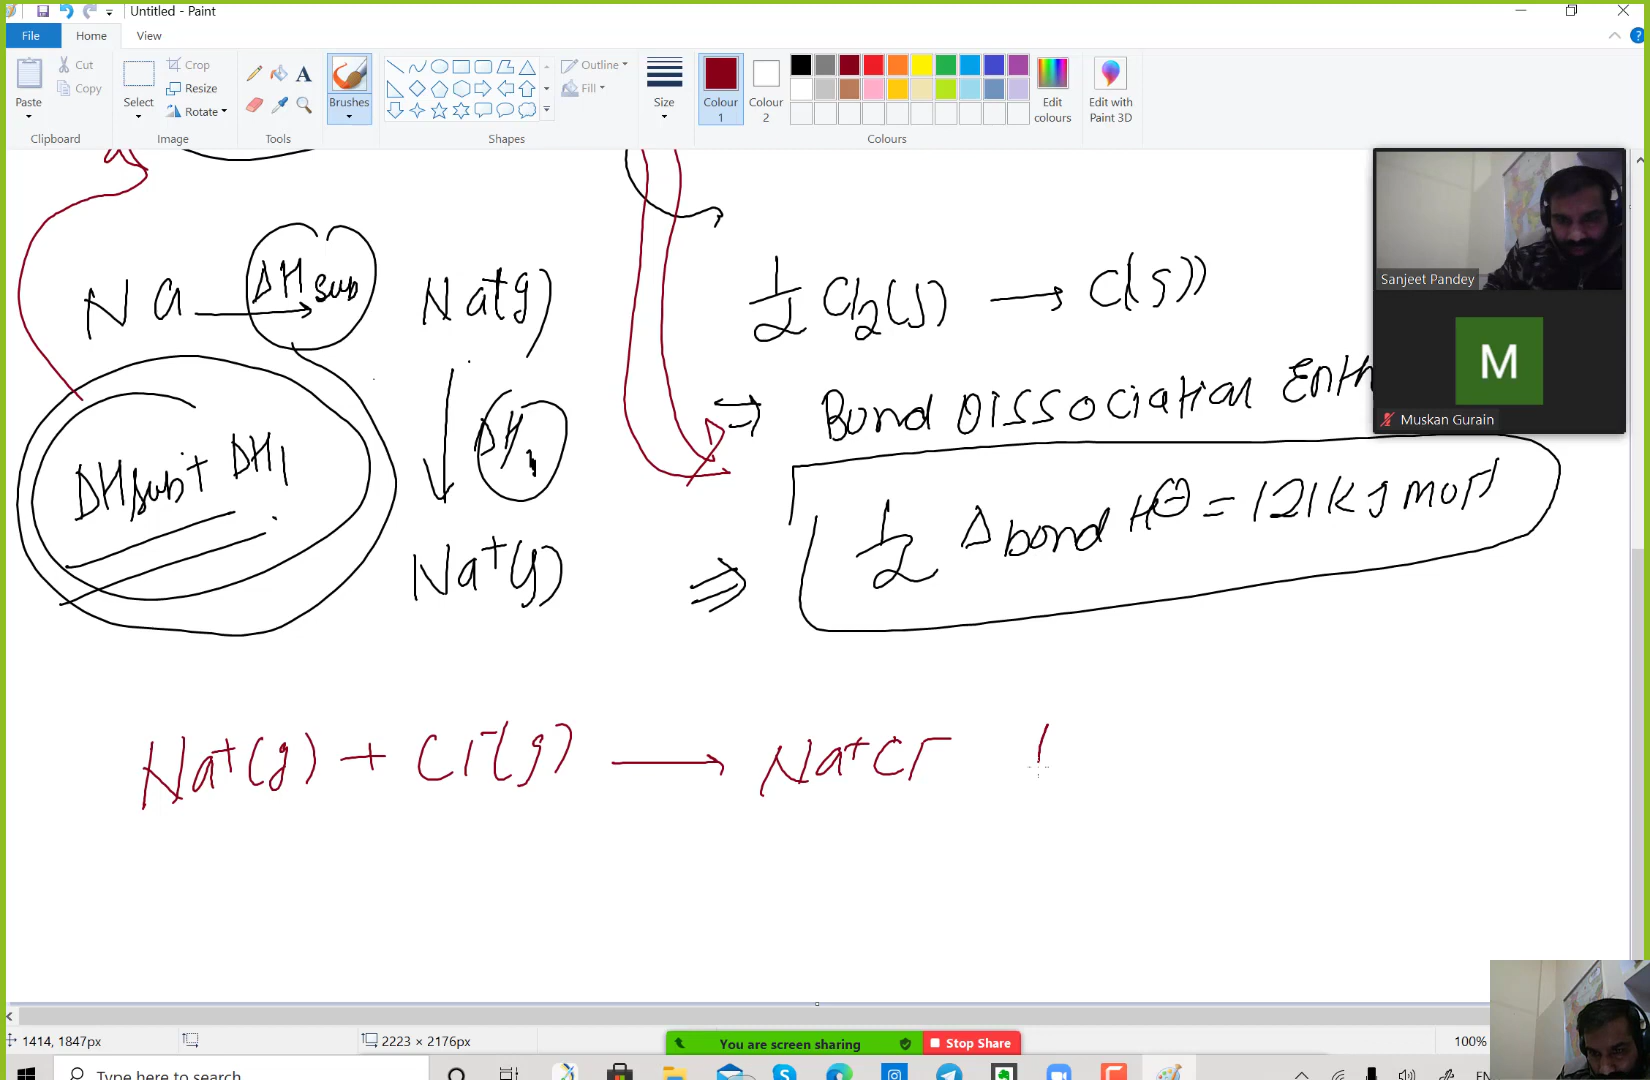 Untitled - Paint
File Home View
Paste
Cut
Copy
Clipboard
Select
Crop
Resize
Rotate
Image
A
Tools
Brushes
Shapes
Outline
Fill
Size
Colour 1
Colour 2
Colours
Edit colours
Edit with Paint 3D
Na → ΔHsub Na(g)
½ Cl2(g) → Cl(g)
Sanjeet Pandey
M
Muskan Gurain
⇒ Bond Dissociation Enth
ΔHsub + ΔH1
ΔH1
Na+(g)
⇒ ½ Δ bond H⊖ = 121 kJ mol-
Na+(g) + Cl-(g) → Na+Cl-
1414, 1847px
2223 × 2176px
You are screen sharing
Stop Share
100%
Type here to search